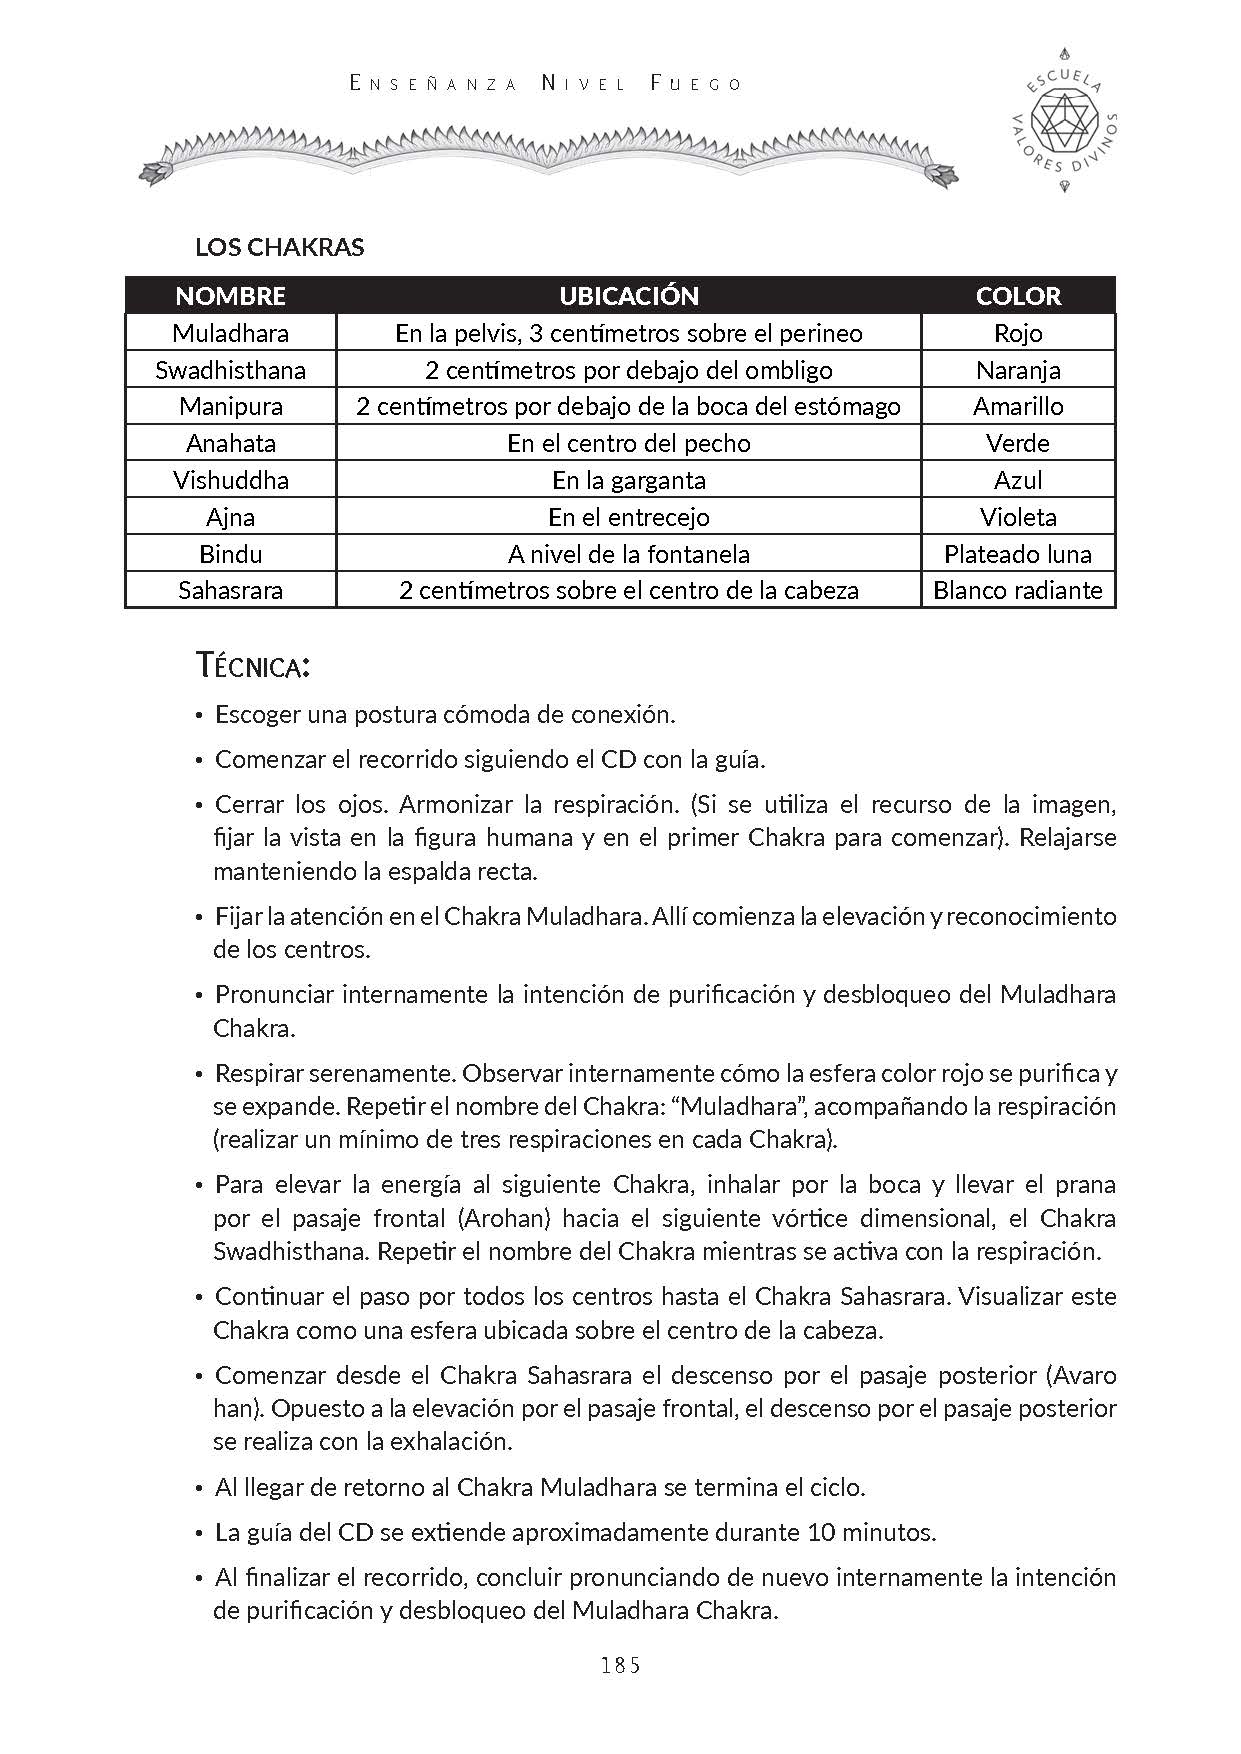 Enseñanza Nivel Fuego
ESCUELA
VALORES DIVINOS
LOS CHAKRAS
NOMBRE UBICACIÓN COLOR
Muladhara En la pelvis, 3 centímetros sobre el perineo Rojo
Swadhisthana 2 centímetros por debajo del ombligo Naranja
Manipura 2 centímetros por debajo de la boca del estómago Amarillo
Anahata En el centro del pecho Verde
Vishuddha En la garganta Azul
Ajna En el entrecejo Violeta
Bindu A nivel de la fontanela Plateado luna
Sahasrara 2 centímetros sobre el centro de la cabeza Blanco radiante
Técnica:
• Escoger una postura cómoda de conexión.
• Comenzar el recorrido siguiendo el CD con la guía.
• Cerrar los ojos. Armonizar la respiración. (Si se utiliza el recurso de la imagen,
fijar la vista en la figura humana y en el primer Chakra para comenzar). Relajarse
manteniendo la espalda recta.
• Fijar la atención en el Chakra Muladhara. Allí comienza la elevación y reconocimiento
de los centros.
• Pronunciar internamente la intención de purificación y desbloqueo del Muladhara
Chakra.
• Respirar serenamente. Observar internamente cómo la esfera color rojo se purifica y
se expande. Repetir el nombre del Chakra: “Muladhara”, acompañando la respiración
(realizar un mínimo de tres respiraciones en cada Chakra).
• Para elevar la energía al siguiente Chakra, inhalar por la boca y llevar el prana
por el pasaje frontal (Arohan) hacia el siguiente vórtice dimensional, el Chakra
Swadhisthana. Repetir el nombre del Chakra mientras se activa con la respiración.
• Continuar el paso por todos los centros hasta el Chakra Sahasrara. Visualizar este
Chakra como una esfera ubicada sobre el centro de la cabeza.
• Comenzar desde el Chakra Sahasrara el descenso por el pasaje posterior (Avaro
han). Opuesto a la elevación por el pasaje frontal, el descenso por el pasaje posterior
se realiza con la exhalación.
• Al llegar de retorno al Chakra Muladhara se termina el ciclo.
• La guía del CD se extiende aproximadamente durante 10 minutos.
• Al finalizar el recorrido, concluir pronunciando de nuevo internamente la intención
de purificación y desbloqueo del Muladhara Chakra.
185